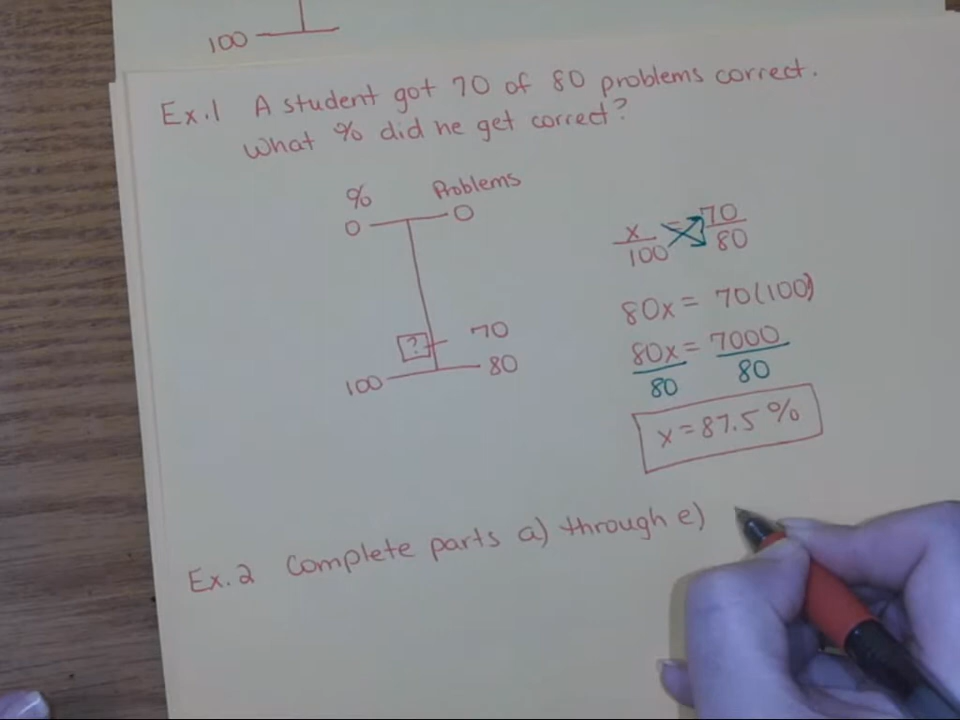 100
Ex.1 A student got 70 of 80 problems correct.
What % did he get correct?
% Problems
0 0
? 70
100 80
x/100 = 70/80
80x = 70(100)
80x/80 = 7000/80
x = 87.5%
Ex.2 Complete parts a) through e)